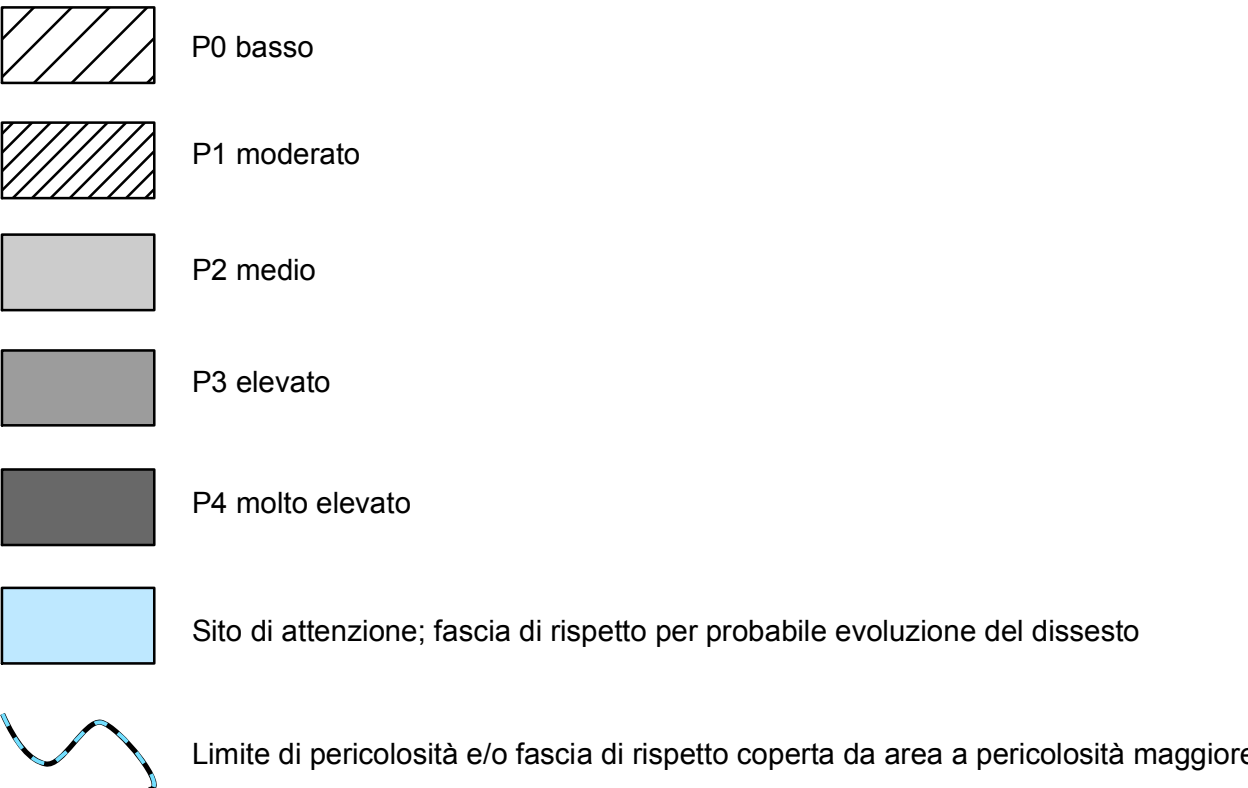 P0 basso
P1 moderato
P2 medio
P3 elevato
P4 molto elevato
Sito di attenzione; fascia di rispetto per probabile evoluzione del dissesto
Limite di pericolosità e/o fascia di rispetto coperta da area a pericolosità maggiore